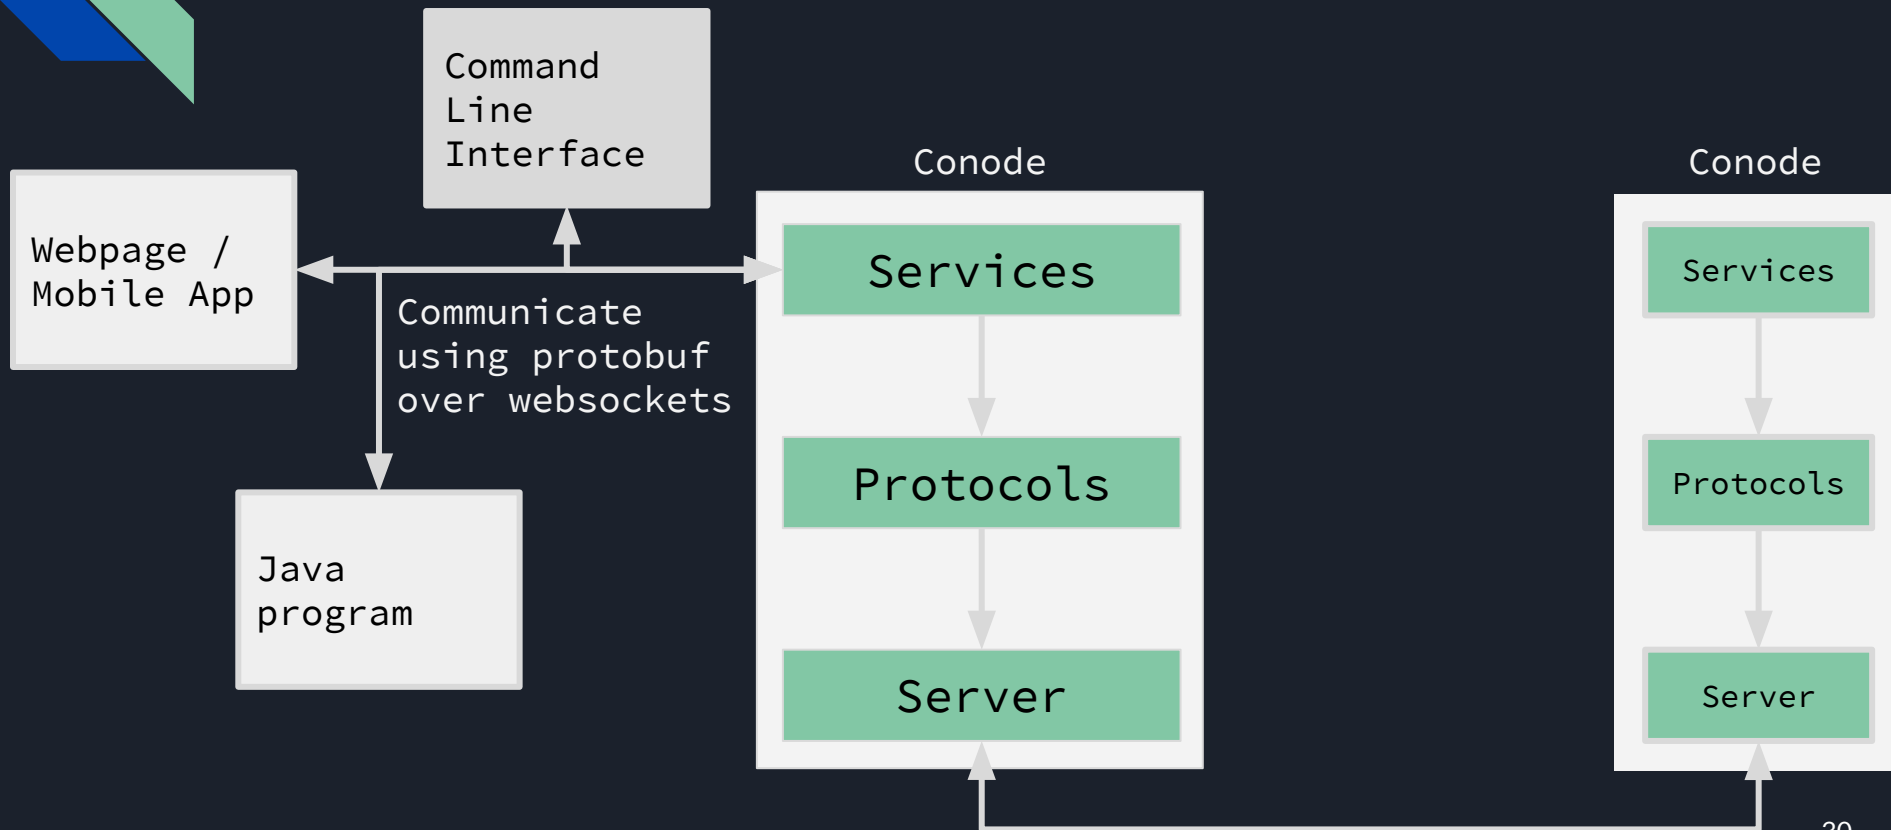 Command
Line
Interface
Webpage /
Mobile App
Communicate
using protobuf
over websockets
Java
program
Conode
Services
Protocols
Server
Conode
Services
Protocols
Server